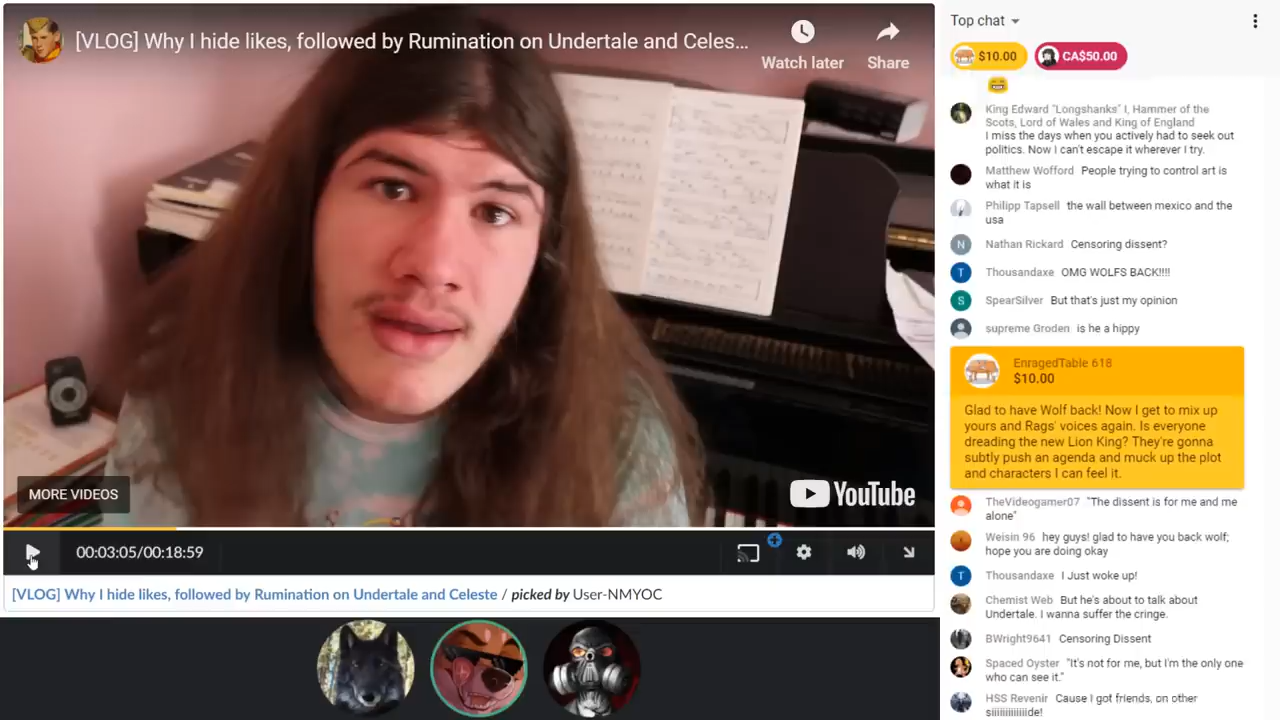 [VLOG] Why I hide likes, followed by Rumination on Undertale and Celes...
Watch later
Share
MORE VIDEOS
YouTube
00:03:05/00:18:59
[VLOG] Why I hide likes, followed by Rumination on Undertale and Celeste / picked by User-NMYOC
Top chat
$10.00
CA$50.00
King Edward "Longshanks" I, Hammer of the
Scots, Lord of Wales and King of England
I miss the days when you actively had to seek out
politics. Now I can't escape it wherever I try.
Matthew Wofford People trying to control art is
what it is
Philipp Tapsell the wall between mexico and the
usa
N
Nathan Rickard Censoring dissent?
T
Thousandaxe OMG WOLFS BACK!!!!
S
SpearSilver But that's just my opinion
supreme Groden is he a hippy
EnragedTable 618
$10.00
Glad to have Wolf back! Now I get to mix up
yours and Rags' voices again. Is everyone
dreading the new Lion King? They're gonna
subtly push an agenda and muck up the plot
and characters I can feel it.
TheVideogamer07 "The dissent is for me and me
alone"
Weisin 96 hey guys! glad to have you back wolf;
hope you are doing okay
T
Thousandaxe I Just woke up!
Chemist Web But he's about to talk about
Undertale. I wanna suffer the cringe.
BWright9641 Censoring Dissent
Spaced Oyster "It's not for me, but I'm the only one
who can see it."
HSS Revenir Cause I got friends, on other
siiiiiiiiiiiiiide!